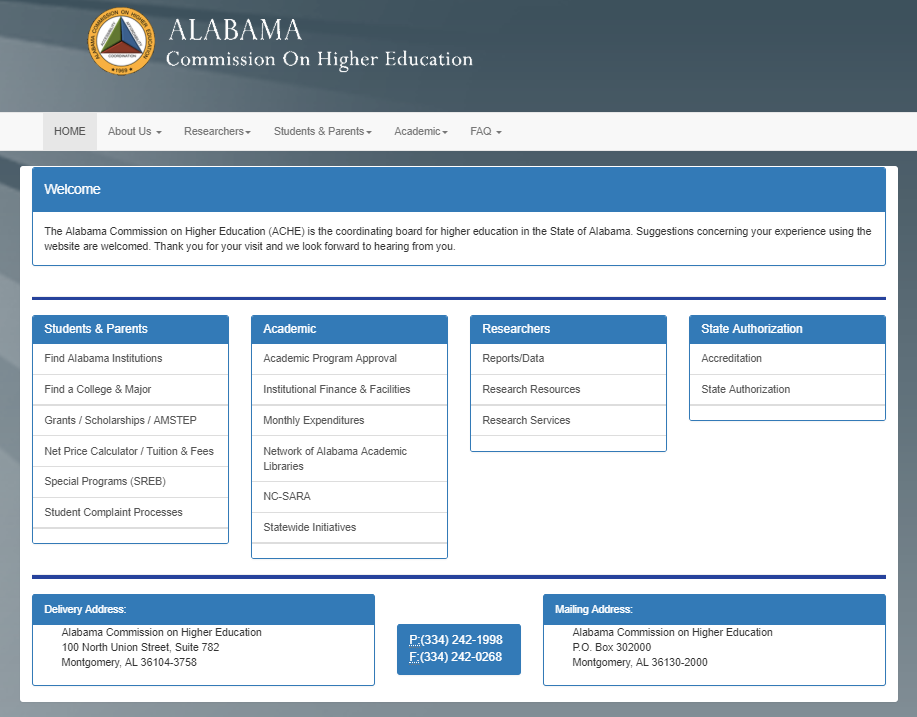 ALABAMA
Commission On Higher Education
ALABAMA COMMISSION ON HIGHER EDUCATION
COORDINATION
1969
HOME
About Us
Researchers
Students & Parents
Academic
FAQ
Welcome
The Alabama Commission on Higher Education (ACHE) is the coordinating board for higher education in the State of Alabama. Suggestions concerning your experience using the
website are welcomed. Thank you for your visit and we look forward to hearing from you.
Students & Parents
Find Alabama Institutions
Find a College & Major
Grants / Scholarships / AMSTEP
Net Price Calculator / Tuition & Fees
Special Programs (SREB)
Student Complaint Processes
Academic
Academic Program Approval
Institutional Finance & Facilities
Monthly Expenditures
Network of Alabama Academic
Libraries
NC-SARA
Statewide Initiatives
Researchers
Reports/Data
Research Resources
Research Services
State Authorization
Accreditation
State Authorization
Delivery Address:
Alabama Commission on Higher Education
100 North Union Street, Suite 782
Montgomery, AL 36104-3758
P:(334) 242-1998
F:(334) 242-0268
Mailing Address:
Alabama Commission on Higher Education
P.O. Box 302000
Montgomery, AL 36130-2000